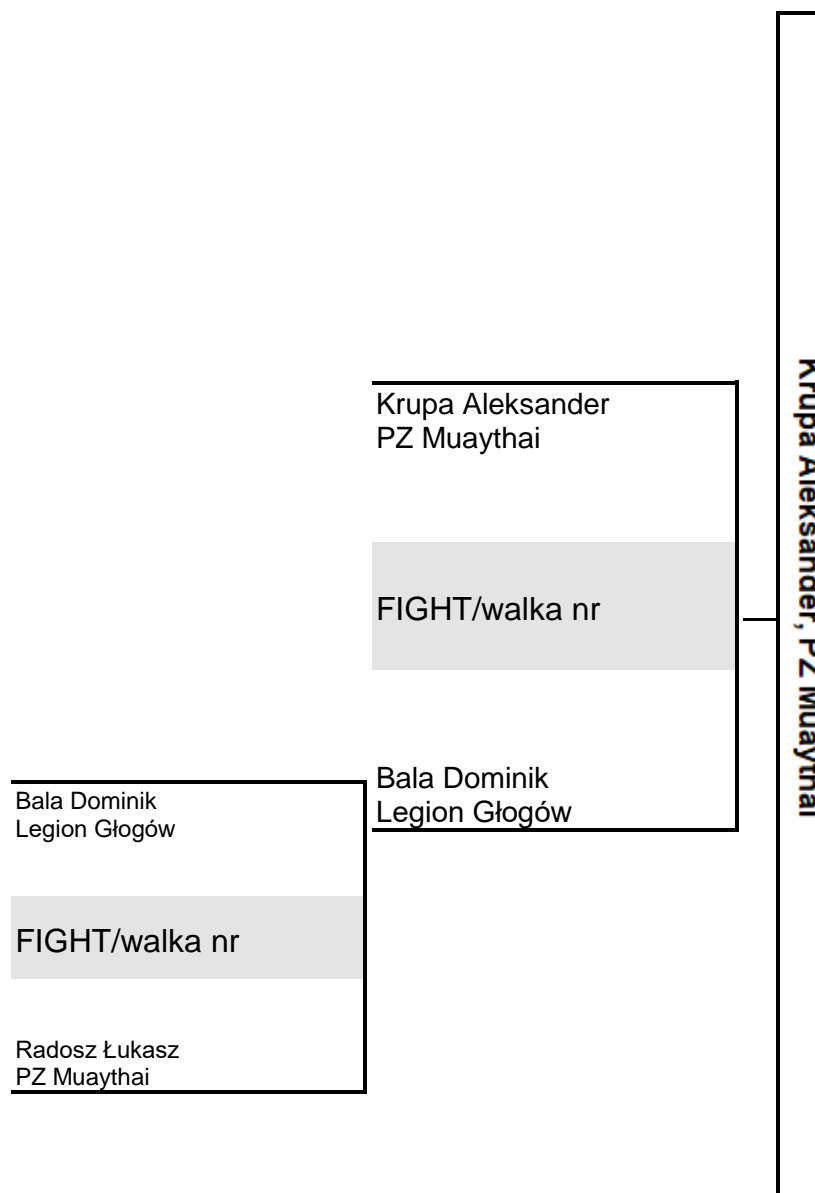 Krupa Aleksander
PZ Muaythai
FIGHT/walka nr
Bala Dominik
Legion Głogów
Bala Dominik
Legion Głogów
FIGHT/walka nr
Radosz Łukasz
PZ Muaythai
Krupa Aleksander, PZ Muaythai